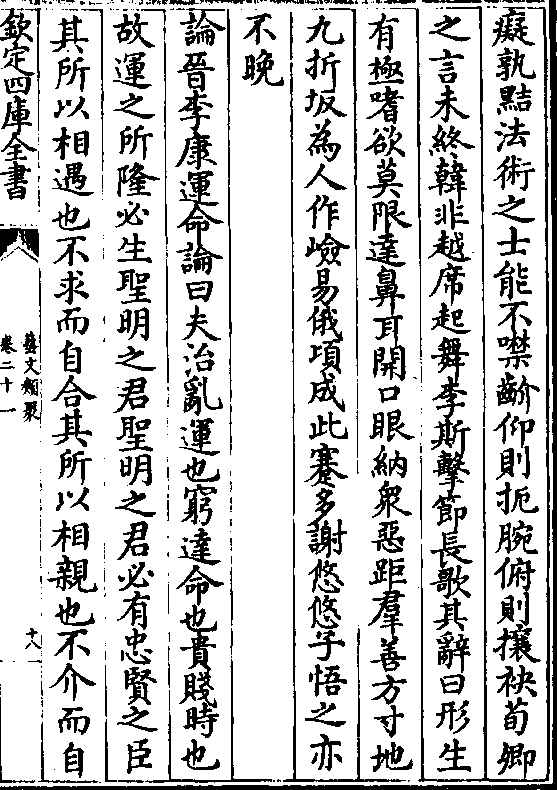 癡孰黠法術之士能不噤齘仰則扼腕俯則攘袂荀卿
之言未終韓非越席起舞李斯擊節長歌其辭曰形生
有極嗜欲莫限達鼻耳開口眼納衆惡距羣善方寸地
九折坂為人作嶮易俄項成此蹇多謝悠悠子悟之亦
不晚
論晉李康運命論曰夫治亂運也窮達命也貴賤時也
故運之所隆必生聖明之君聖明之君必有忠賢之臣
其所以相遇也不求而自合其所以相親也不介而自
欽定四庫全書
藝文類聚
卷二十一
十八